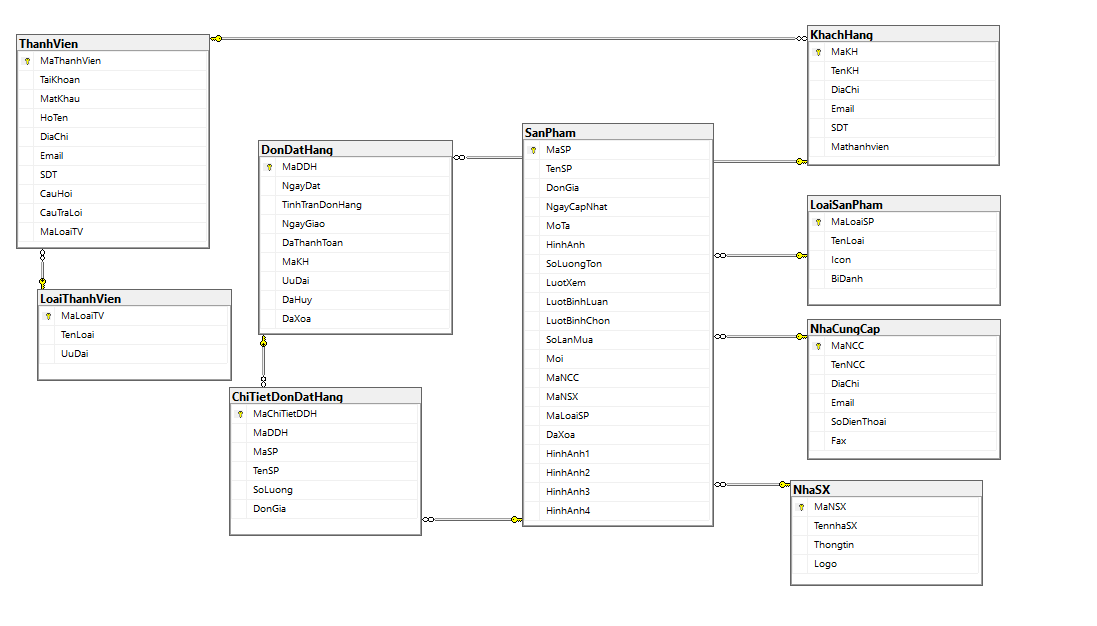 ThanhVien
MaThanhVien
TaiKhoan
MatKhau
HoTen
DiaChi
Email
SDT
CauHoi
CauTraLoi
MaLoaiTV
LoaiThanhVien
MaLoaiTV
TenLoai
UuDai
DonDatHang
MaDDH
NgayDat
TinhTranDonHang
NgayGiao
DaThanhToan
MaKH
UuDai
DaHuy
DaXoa
ChiTietDonDatHang
MaChiTietDDH
MaDDH
MaSP
TenSP
SoLuong
DonGia
SanPham
MaSP
TenSP
DonGia
NgayCapNhat
MoTa
HinhAnh
SoLuongTon
LuotXem
LuotBinhLuan
LuotBinhChon
SoLanMua
Moi
MaNCC
MaNSX
MaLoaiSP
DaXoa
HinhAnh1
HinhAnh2
HinhAnh3
HinhAnh4
KhachHang
MaKH
TenKH
DiaChi
Email
SDT
Mathanhvien
LoaiSanPham
MaLoaiSP
TenLoai
Icon
BiDanh
NhaCungCap
MaNCC
TenNCC
DiaChi
Email
SoDienThoai
Fax
NhaSX
MaNSX
TennhaSX
Thongtin
Logo